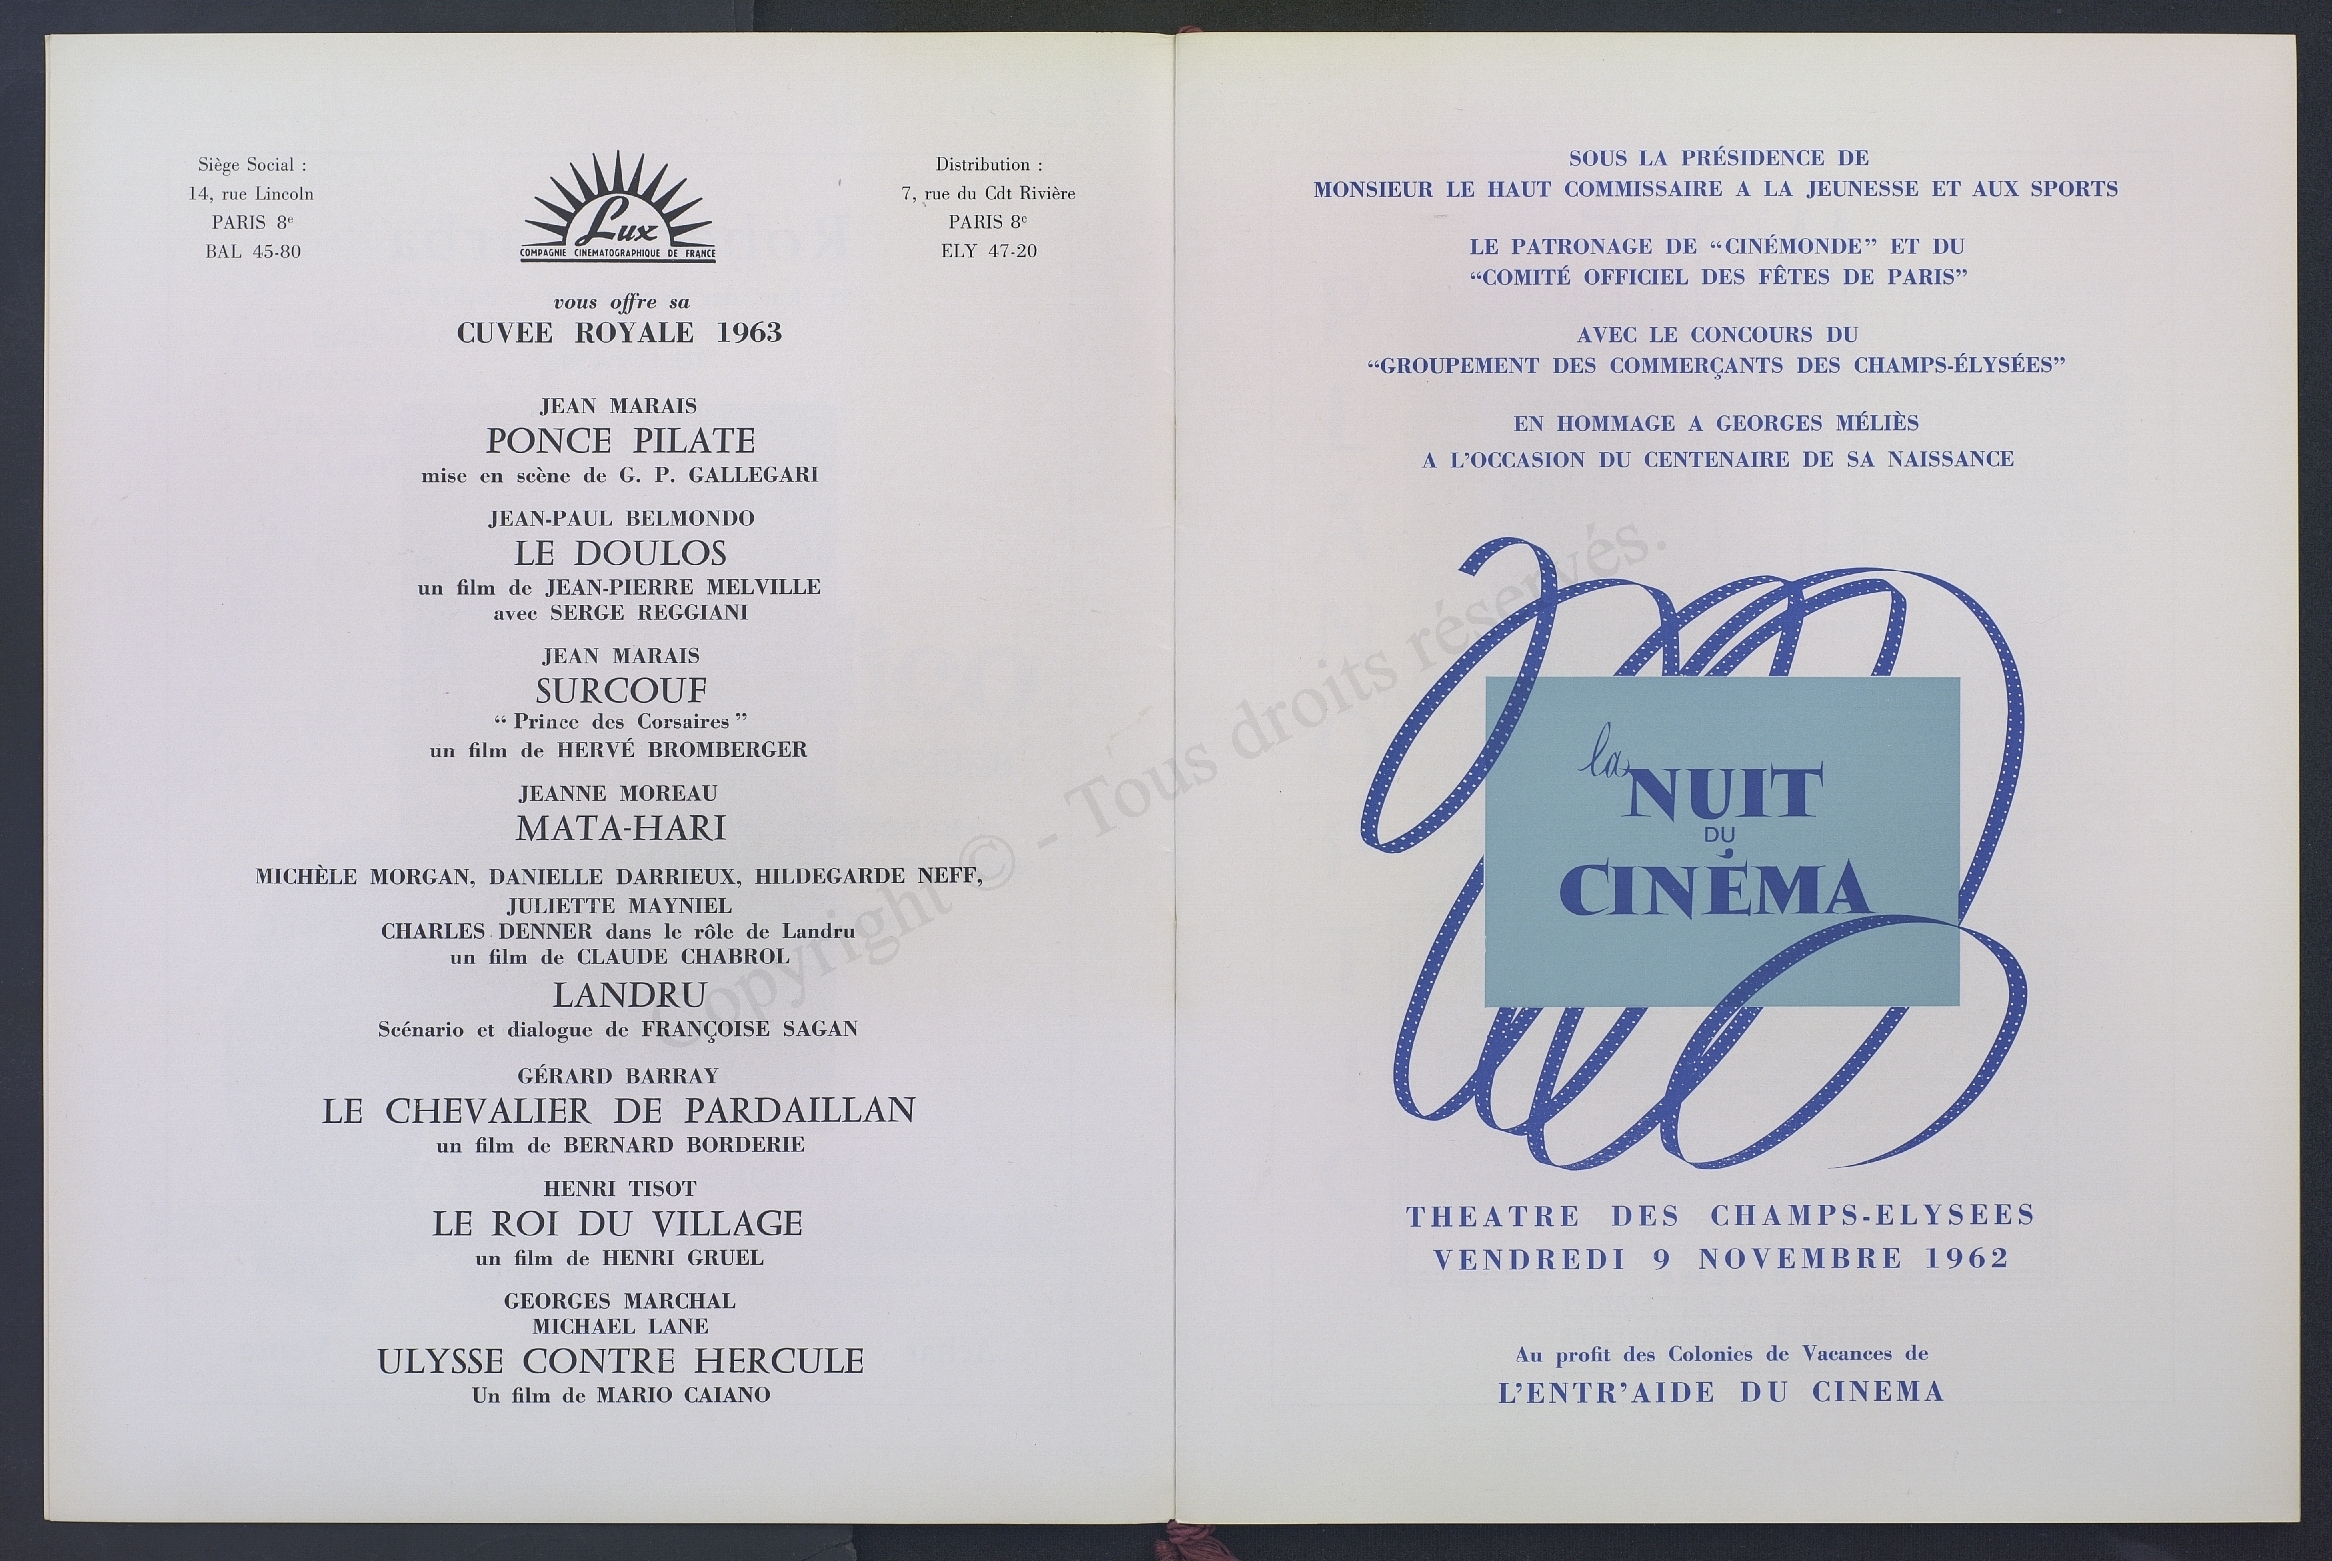 Siège Social :
14, rue Lincoln
PARIS 8e
BAL 45-80
Lux
COMPAGNIE CINEMATOGRAPHIQUE DE FRANCE
Distribution :
7, rue du Cdt Rivière
PARIS 8e
ELY 47-20
vous offre sa
CUVEE ROYALE 1963
JEAN MARAIS
PONCE PILATE
mise en scène de G. P. GALLEGARI
JEAN-PAUL BELMONDO
LE DOULOS
un film de JEAN-PIERRE MELVILLE
avec SERGE REGGIANI
JEAN MARAIS
SURCOUF
“ Prince des Corsaires ”
un film de HERVÉ BROMBERGER
JEANNE MOREAU
MATA-HARI
MICHÈLE MORGAN, DANIELLE DARRIEUX, HILDEGARDE NEFF,
JULIETTE MAYNIEL
CHARLES DENNER dans le rôle de Landru
un film de CLAUDE CHABROL
LANDRU
Scénario et dialogue de FRANÇOISE SAGAN
GÉRARD BARRAY
LE CHEVALIER DE PARDAILLAN
un film de BERNARD BORDERIE
HENRI TISOT
LE ROI DU VILLAGE
un film de HENRI GRUEL
GEORGES MARCHAL
MICHAEL LANE
ULYSSE CONTRE HERCULE
Un film de MARIO CAIANO
SOUS LA PRÉSIDENCE DE
MONSIEUR LE HAUT COMMISSAIRE A LA JEUNESSE ET AUX SPORTS
LE PATRONAGE DE “CINÉMONDE” ET DU
“COMITÉ OFFICIEL DES FÊTES DE PARIS”
AVEC LE CONCOURS DU
“GROUPEMENT DES COMMERÇANTS DES CHAMPS-ÉLYSÉES”
EN HOMMAGE A GEORGES MÉLIÈS
A L’OCCASION DU CENTENAIRE DE SA NAISSANCE
la NUIT
DU
CINÉMA
THEATRE DES CHAMPS-ELYSEES
VENDREDI 9 NOVEMBRE 1962
Au profit des Colonies de Vacances de
L’ENTR’AIDE DU CINEMA
Copyright © - Tous droits réservés.